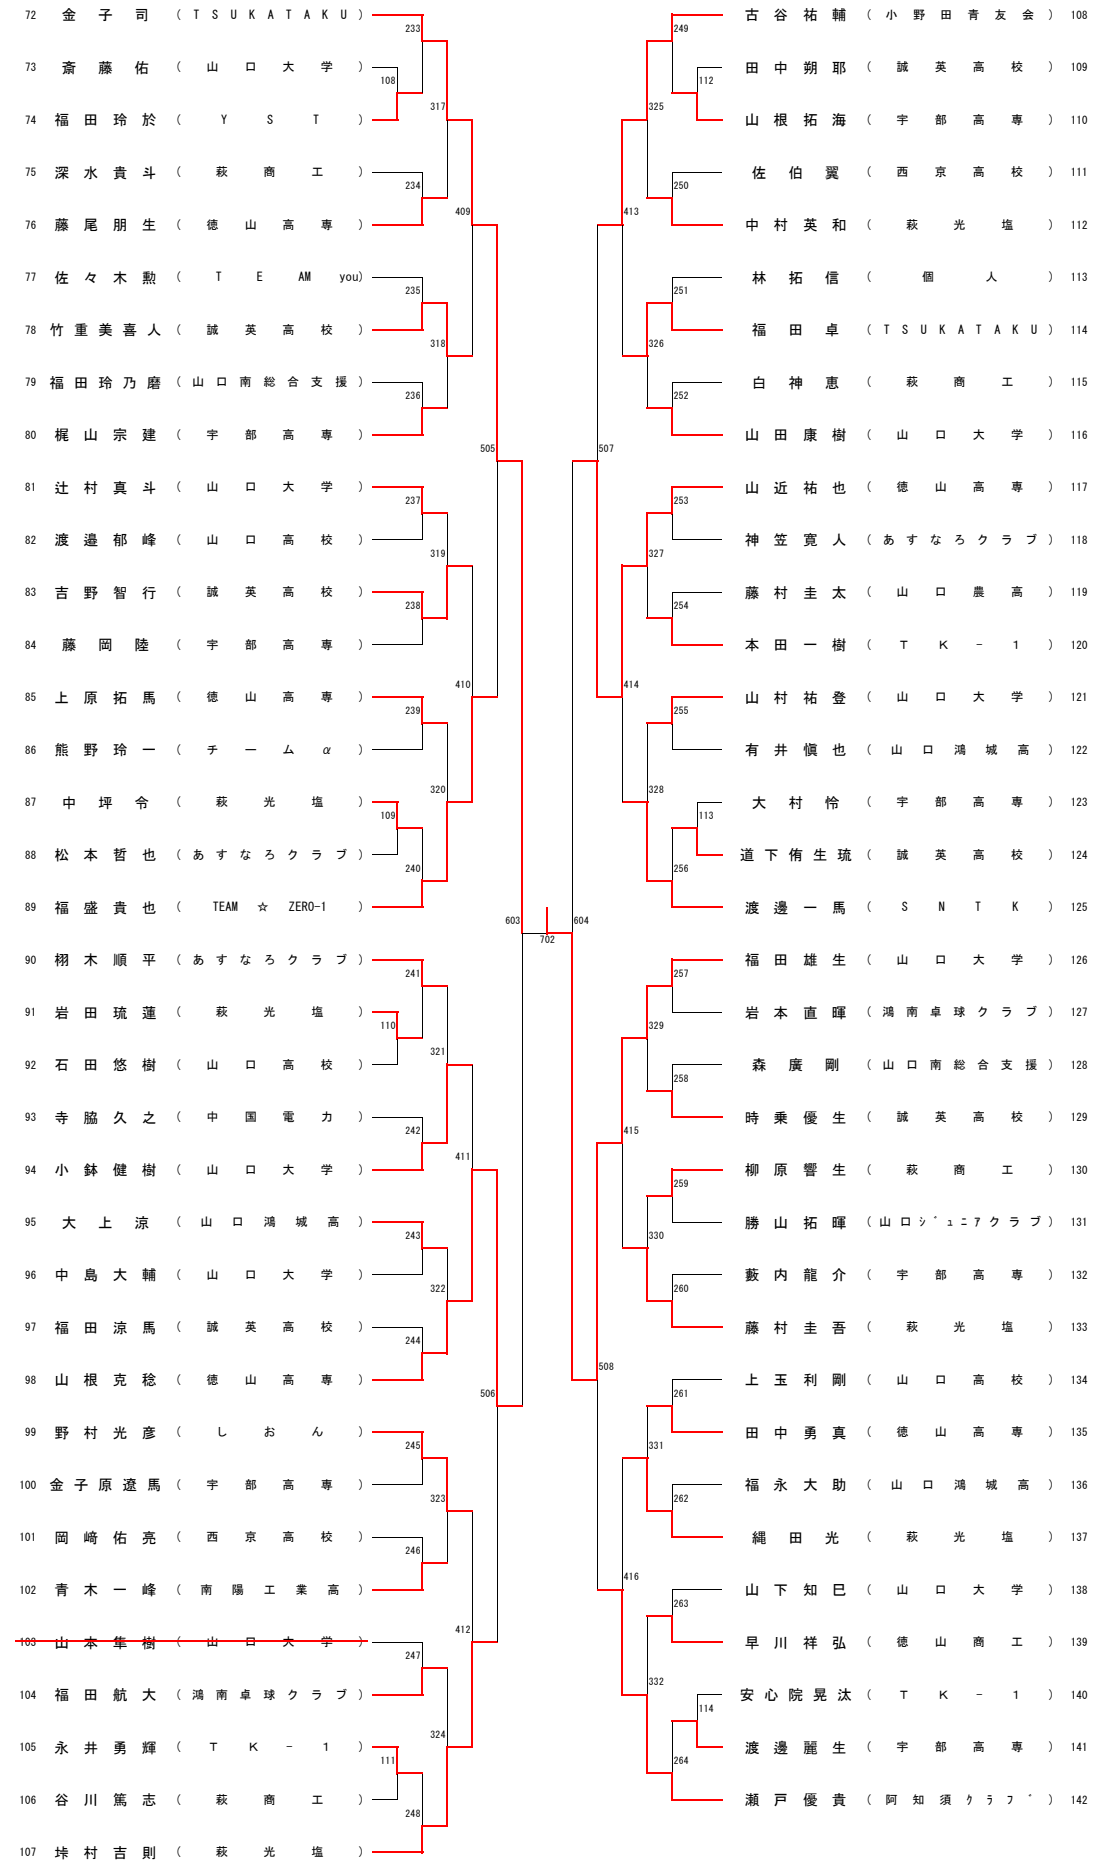 72 金子司 (TSUKATAKU)
73 斎藤佑 (山口大学)
74 福田玲於 (YST)
75 深水貴斗 (萩商工)
76 藤尾朋生 (徳山高専)
77 佐々木勲 (TEAM you)
78 竹重美喜人 (誠英高校)
79 福田玲乃磨 (山口南総合支援)
80 梶山宗建 (宇部高専)
81 辻村真斗 (山口大学)
82 渡邉郁峰 (山口高校)
83 吉野智行 (誠英高校)
84 藤岡陸 (宇部高専)
85 上原拓馬 (徳山高専)
86 熊野玲一 (チームα)
87 中坪令 (萩光塩)
88 松本哲也 (あすなろクラブ)
89 福盛貴也 (TEAM ☆ ZERO-1)
90 栩木順平 (あすなろクラブ)
91 岩田琉蓮 (萩光塩)
92 石田悠樹 (山口高校)
93 寺脇久之 (中国電力)
94 小鉢健樹 (山口大学)
95 大上涼 (山口鴻城高)
96 中島大輔 (山口大学)
97 福田涼馬 (誠英高校)
98 山根克稔 (徳山高専)
99 野村光彦 (しおん)
100 金子原遼馬 (宇部高専)
101 岡﨑佑亮 (西京高校)
102 青木一峰 (南陽工業高)
103 山本隼樹 (山口大学)
104 福田航大 (鴻南卓球クラブ)
105 永井勇輝 (TK-1)
106 谷川篤志 (萩商工)
107 垰村吉則 (萩光塩)
233
108
317
234
409
235
318
236
505
237
319
238
410
239
320
109
240
603
241
110
321
242
411
243
322
244
506
245
323
246
412
247
324
111
248
702
古谷祐輔 (小野田青友会) 108
田中朔耶 (誠英高校) 109
山根拓海 (宇部高専) 110
佐伯翼 (西京高校) 111
中村英和 (萩光塩) 112
林拓信 (個人) 113
福田卓 (TSUKATAKU) 114
白神恵 (萩商工) 115
山田康樹 (山口大学) 116
山近祐也 (徳山高専) 117
神笠寛人 (あすなろクラブ) 118
藤村圭太 (山口農高) 119
本田一樹 (TK-1) 120
山村祐登 (山口大学) 121
有井愼也 (山口鴻城高) 122
大村怜 (宇部高専) 123
道下侑生琉 (誠英高校) 124
渡邊一馬 (SNTK) 125
福田雄生 (山口大学) 126
岩本直暉 (鴻南卓球クラブ) 127
森廣剛 (山口南総合支援) 128
時乗優生 (誠英高校) 129
柳原響生 (萩商工) 130
勝山拓暉 (山口ジュニアクラブ) 131
藪内龍介 (宇部高専) 132
藤村圭吾 (萩光塩) 133
上玉利剛 (山口高校) 134
田中勇真 (徳山高専) 135
福永大助 (山口鴻城高) 136
縄田光 (萩光塩) 137
山下知巳 (山口大学) 138
早川祥弘 (徳山商工) 139
安心院晃汰 (TK-1) 140
渡邊麗生 (宇部高専) 141
瀬戸優貴 (阿知須クラブ) 142
249
112
325
250
413
251
326
252
507
253
327
254
414
255
328
113
256
604
257
329
258
415
259
330
260
508
261
331
262
416
263
332
114
264